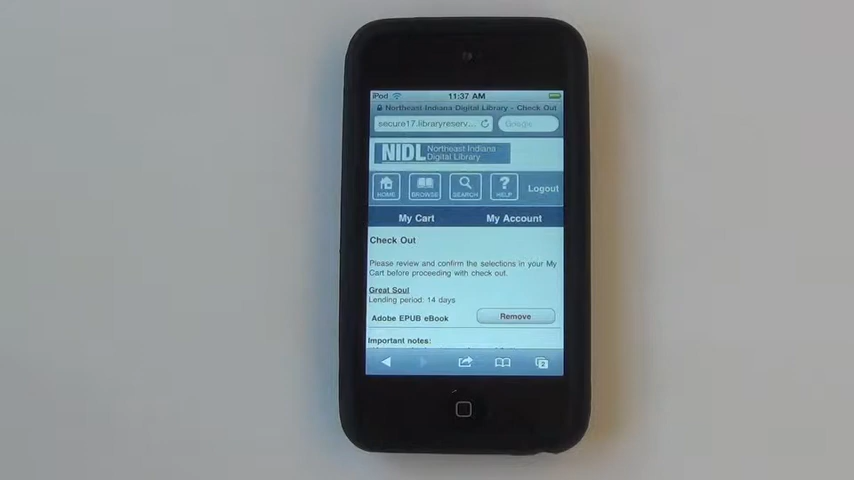 iPod 11:37 AM
Northeast Indiana Digital Library - Check Out
secure17.libraryreserv... Google
NIDL Northeast Indiana
Digital Library
HOME BROWSE SEARCH HELP Logout
My Cart My Account
Check Out
Please review and confirm the selections in your My
Cart before proceeding with check out.
Great Soul
Lending period: 14 days
Adobe EPUB eBook Remove
Important notes:
2